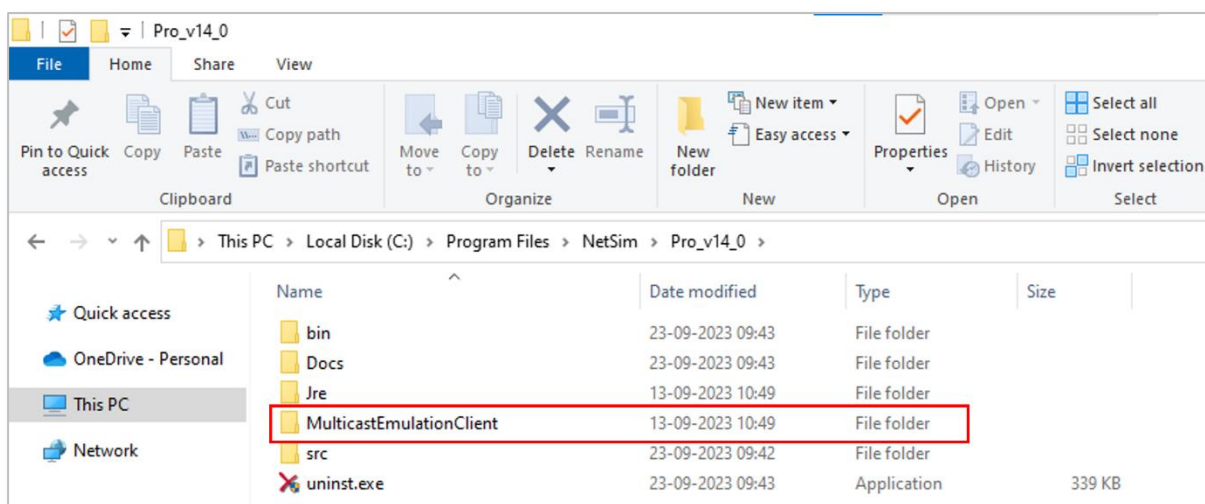 Pro_v14_0
File Home Share View
Pin to Quick access
Copy
Paste
Cut
Copy path
Paste shortcut
Clipboard
Move to
Copy to
Delete
Rename
Organize
New folder
New item
Easy access
New
Properties
Open
Edit
History
Open
Select all
Select none
Invert selection
Select
This PC > Local Disk (C:) > Program Files > NetSim > Pro_v14_0 >
Quick access
OneDrive - Personal
This PC
Network
Name Date modified Type Size
bin 23-09-2023 09:43 File folder
Docs 23-09-2023 09:43 File folder
Jre 13-09-2023 10:49 File folder
MulticastEmulationClient 13-09-2023 10:49 File folder
src 23-09-2023 09:42 File folder
uninst.exe 23-09-2023 09:43 Application 339 KB